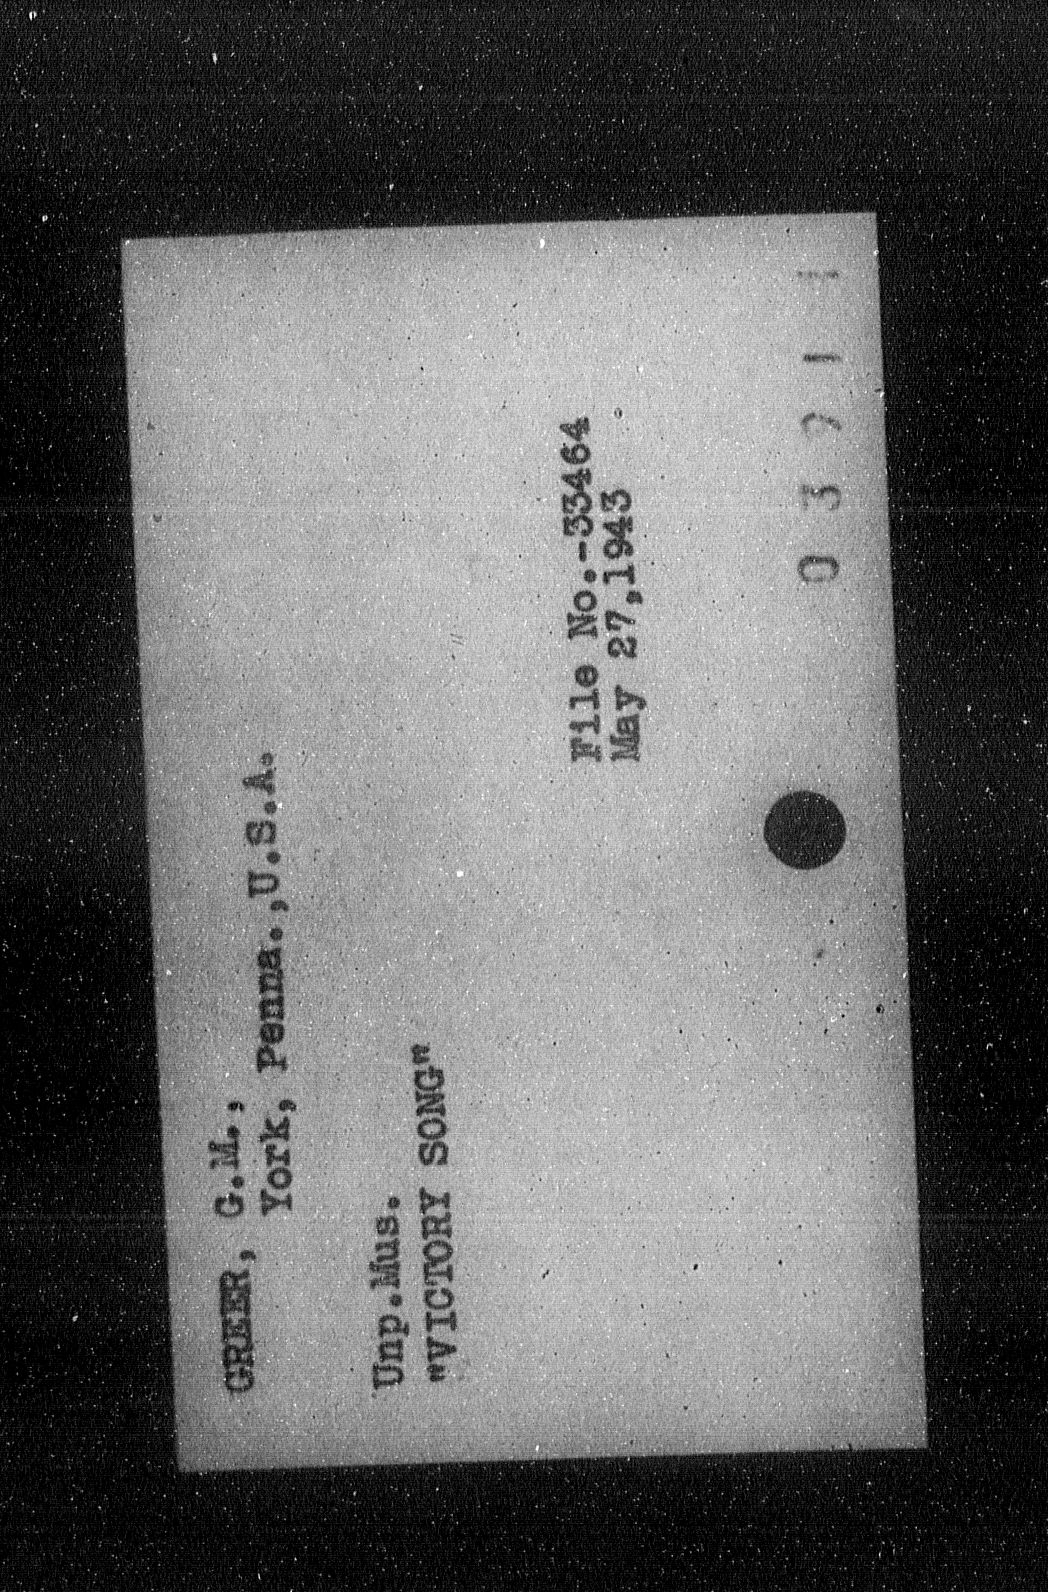 GREER, G.M.,
York, Penna.,U.S.A.
Unp.Mus.
"VICTORY SONG"
File No.-33464
May 27,1943